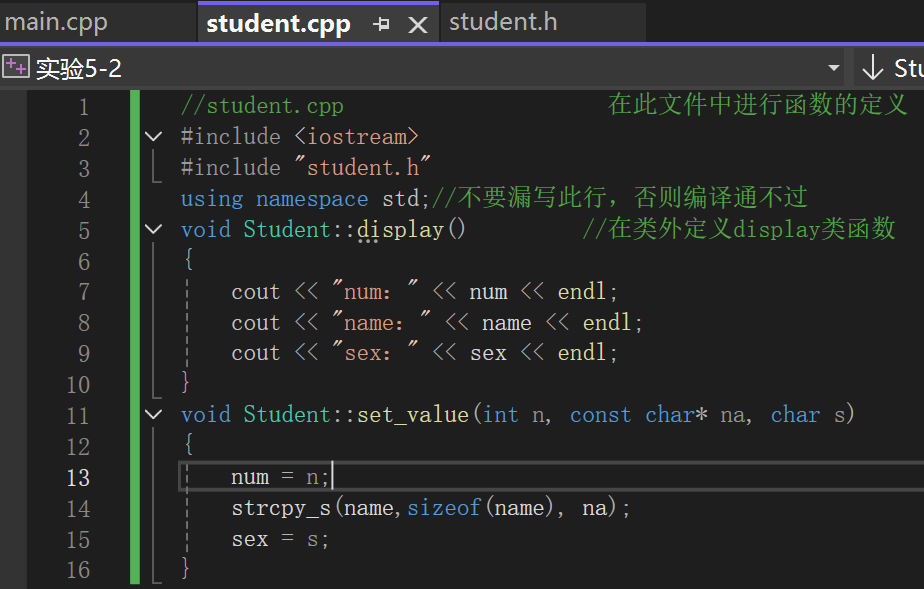 main.cpp student.cpp student.h
实验5-2 Stu
1 //student.cpp 在此文件中进行函数的定义
2 #include <iostream>
3 #include "student.h"
4 using namespace std;//不要漏写此行，否则编译通不过
5 void Student::display() //在类外定义display类函数
6 {
7 cout << "num：" << num << endl;
8 cout << "name：" << name << endl;
9 cout << "sex：" << sex << endl;
10 }
11 void Student::set_value(int n, const char* na, char s)
12 {
13 num = n;
14 strcpy_s(name,sizeof(name), na);
15 sex = s;
16 }